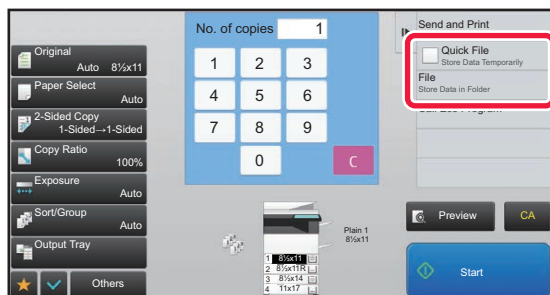 No. of copies 1
Original
Auto 8½x11
Paper Select
Auto
2-Sided Copy
1-Sided→1-Sided
Copy Ratio
100%
Exposure
Auto
Sort/Group
Auto
Output Tray
Others
1 2 3
4 5 6
7 8 9
0 C
Plain 1
8½x11
1 8½x11
2 8½x11R
3 8½x14
4 11x17
Send and Print
Quick File
Store Data Temporarily
File
Store Data in Folder
Preview CA
Start